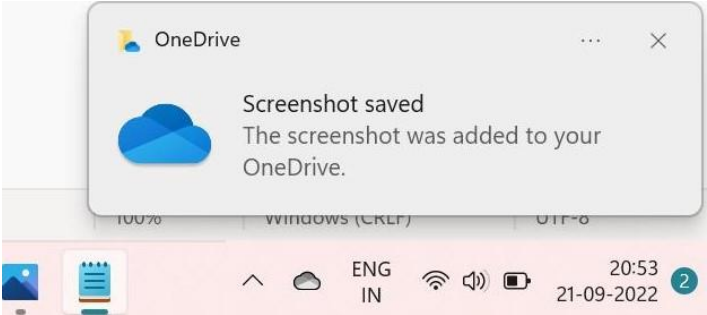 OneDrive
Screenshot saved
The screenshot was added to your
OneDrive.
100%
Windows (CRLF)
UTF-8
ENG
IN
20:53
21-09-2022
2